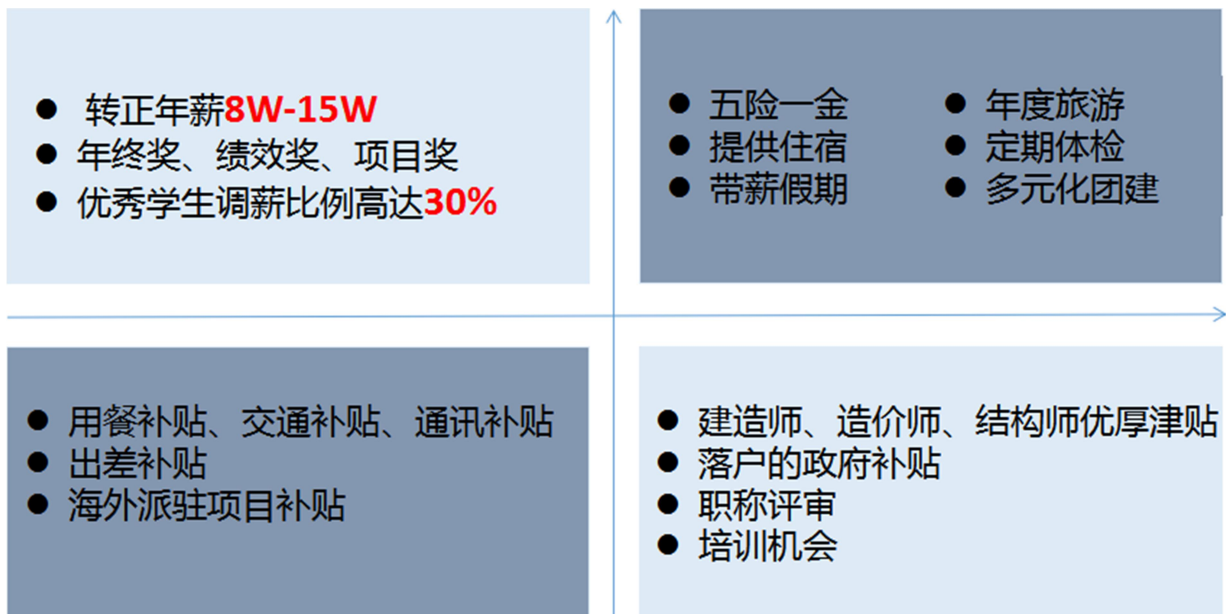 转正年薪8W-15W
年终奖、绩效奖、项目奖
优秀学生调薪比例高达30%
五险一金
提供住宿
带薪假期
年度旅游
定期体检
多元化团建
用餐补贴、交通补贴、通讯补贴
出差补贴
海外派驻项目补贴
建造师、造价师、结构师优厚津贴
落户的政府补贴
职称评审
培训机会